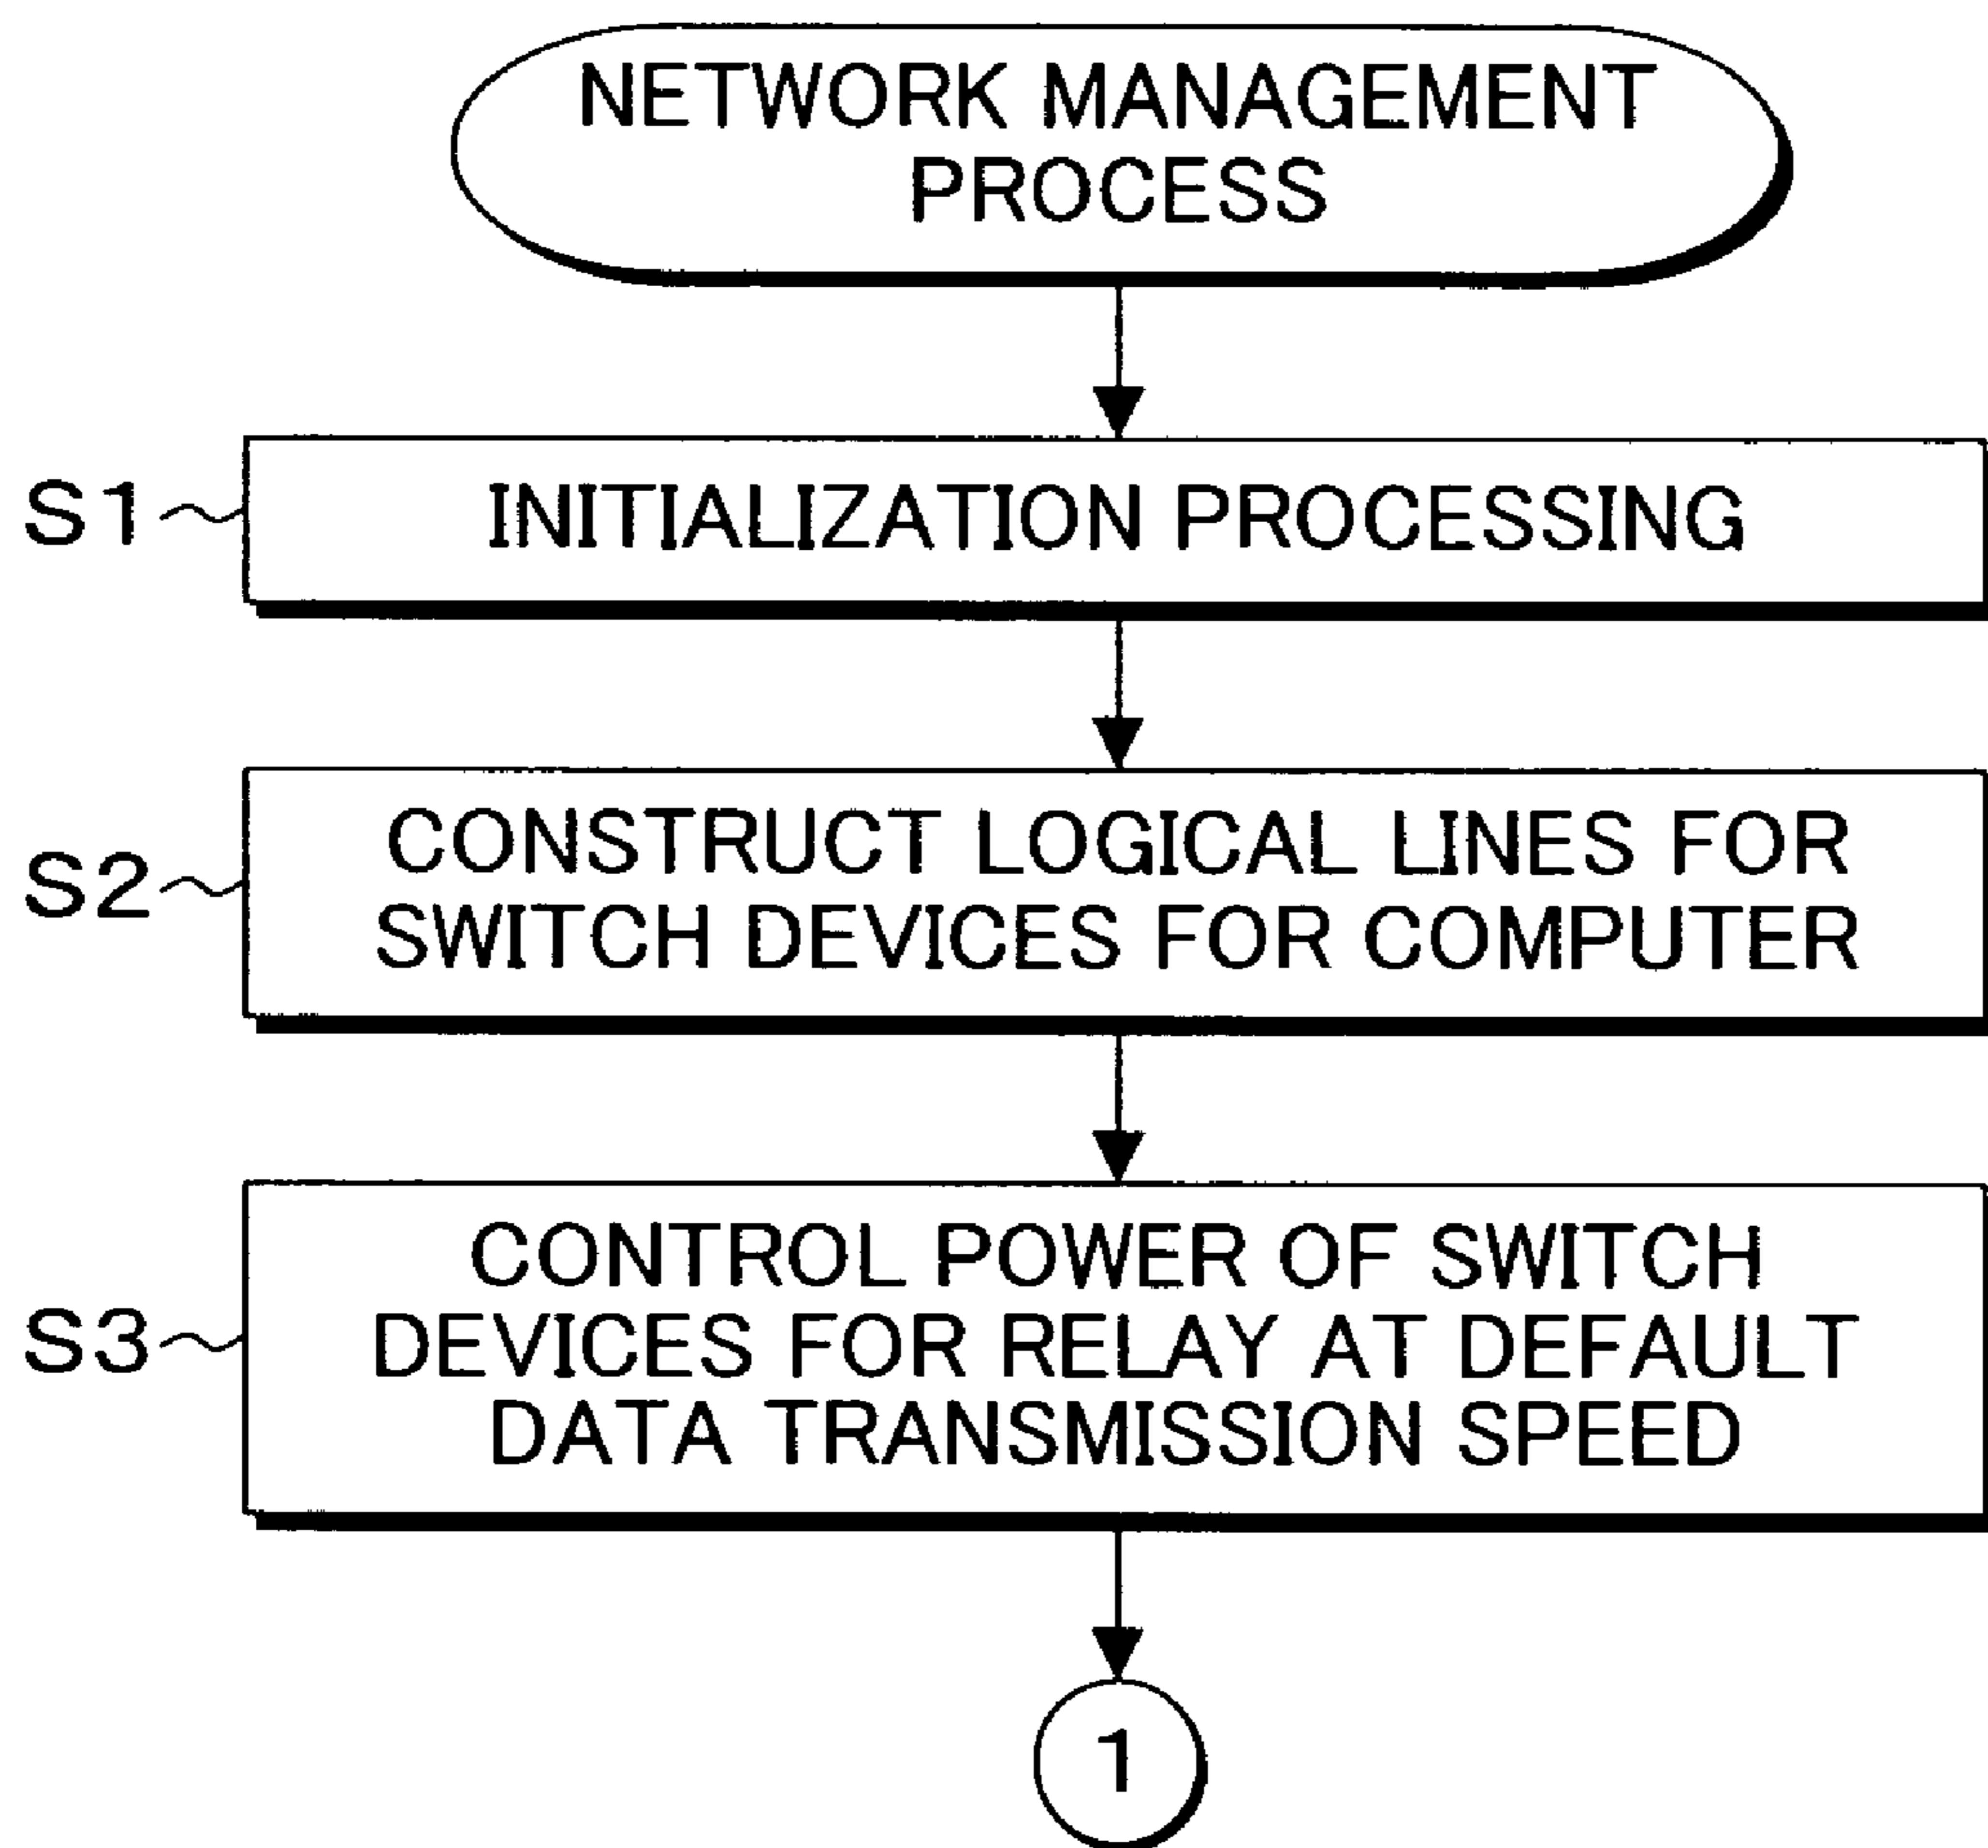 NETWORK MANAGEMENT
PROCESS
S1
INITIALIZATION PROCESSING
S2
CONSTRUCT LOGICAL LINES FOR
SWITCH DEVICES FOR COMPUTER
S3
CONTROL POWER OF SWITCH
DEVICES FOR RELAY AT DEFAULT
DATA TRANSMISSION SPEED
1